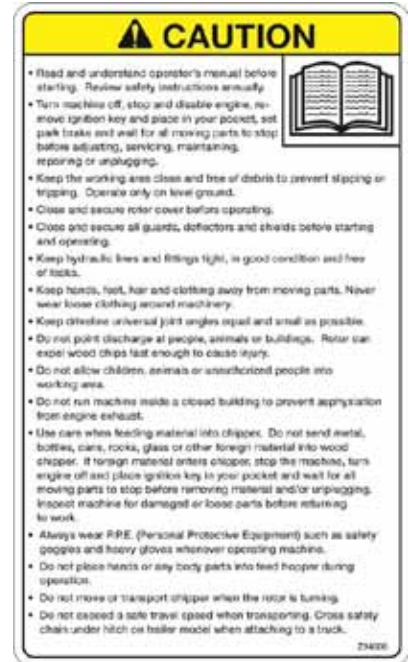 CAUTION
• Read and understand operator's manual before
starting. Review safety instructions annually.
• Turn machine off, stop and disable engine, re-
move ignition key and place in your pocket, set
park brake and wait for all moving parts to stop
before adjusting, servicing, maintaining,
repairing or unplugging.
• Keep the working area clean and free of debris to prevent slipping or
tripping. Operate only on level ground.
• Close and secure rotor cover before operating.
• Close and secure all guards, deflectors and shields before starting
and operating.
• Keep hydraulic lines and fittings tight, in good condition and free
of leaks.
• Keep hands, feet, hair and clothing away from moving parts. Never
wear loose clothing around machinery.
• Keep driveline universal joint angles equal and small as possible.
• Do not point discharge at people, animals or buildings. Rotor can
expel wood chips fast enough to cause injury.
• Do not allow children, animals or unauthorized people into
working area.
• Do not run machine inside a closed building to prevent asphyxiation
from engine exhaust.
• Use care when feeding material into chipper. Do not send metal,
bottles, cans, rocks, glass or other foreign material into wood
chipper. If foreign material enters chipper, stop the machine, turn
engine off and place ignition key in your pocket and wait for all
moving parts to stop before removing material and/or unplugging.
Inspect machine for damaged or loose parts before returning
to work.
• Always wear P.P.E. (Personal Protective Equipment) such as safety
goggles and heavy gloves whenever operating machine.
• Do not place hands or any body parts into feed hopper during
operation.
• Do not move or transport chipper when the rotor is turning.
• Do not exceed a safe travel speed when transporting. Cross safety
chain under hitch on trailer model when attaching to a truck.